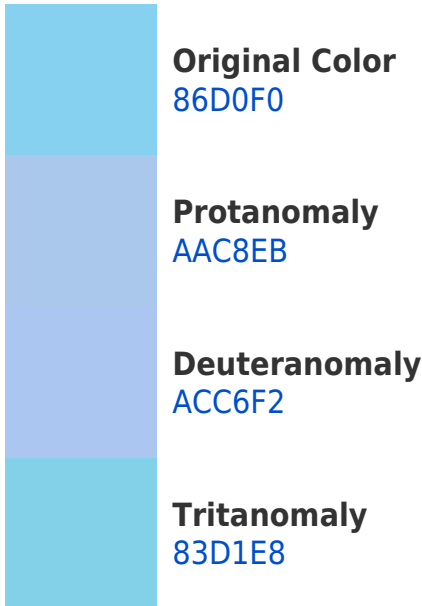 Original Color
86D0F0
Protanomaly
AAC8EB
Deuteranomaly
ACC6F2
Tritanomaly
83D1E8